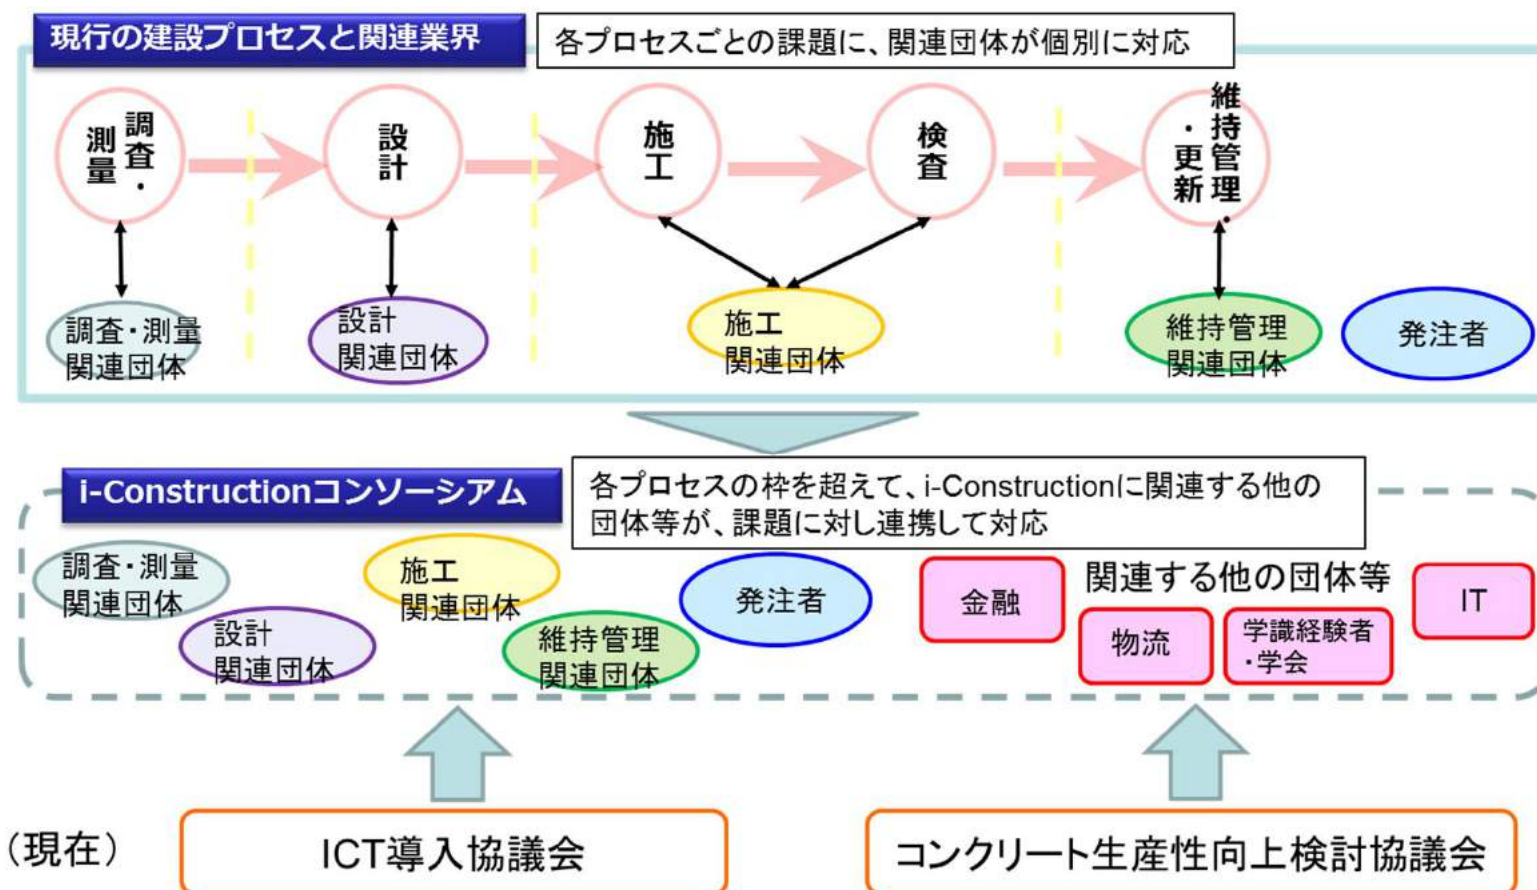 現行の建設プロセスと関連業界
各プロセスごとの課題に、関連団体が個別に対応
調査・
測量
設計
施工
検査
維持管理・
・更新
調査・測量
関連団体
設計
関連団体
施工
関連団体
維持管理
関連団体
発注者
i-Constructionコンソーシアム
各プロセスの枠を超えて、i-Constructionに関連する他の
団体等が、課題に対し連携して対応
調査・測量
関連団体
設計
関連団体
施工
関連団体
維持管理
関連団体
発注者
金融
関連する他の団体等
物流
学識経験者
・学会
IT
（現在）
ICT導入協議会
コンクリート生産性向上検討協議会